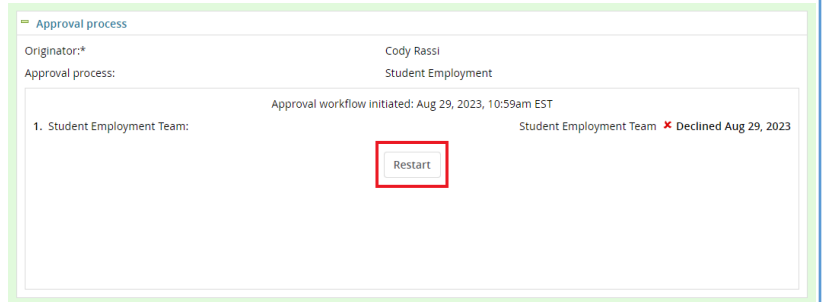 Approval process
Originator:* Cody Rassi
Approval process: Student Employment
Approval workflow initiated: Aug 29, 2023, 10:59am EST
1. Student Employment Team: Student Employment Team ✘ Declined Aug 29, 2023
Restart